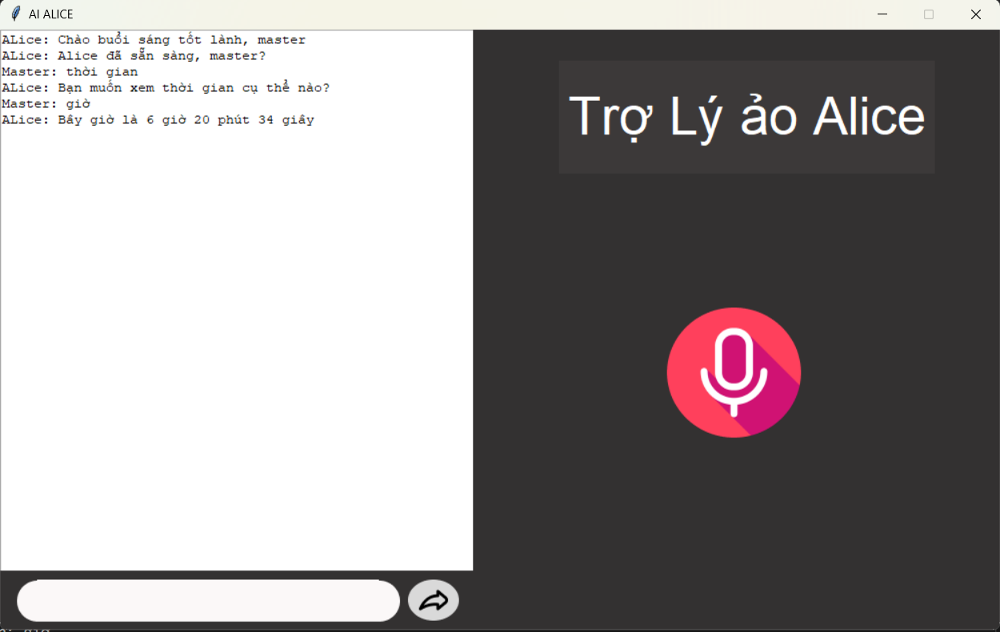 AI ALICE
ALice: Chào buổi sáng tốt lành, master
ALice: Alice đã sẵn sàng, master?
Master: thời gian
ALice: Bạn muốn xem thời gian cụ thể nào?
Master: giờ
ALice: Bây giờ là 6 giờ 20 phút 34 giây
Trợ Lý ảo Alice